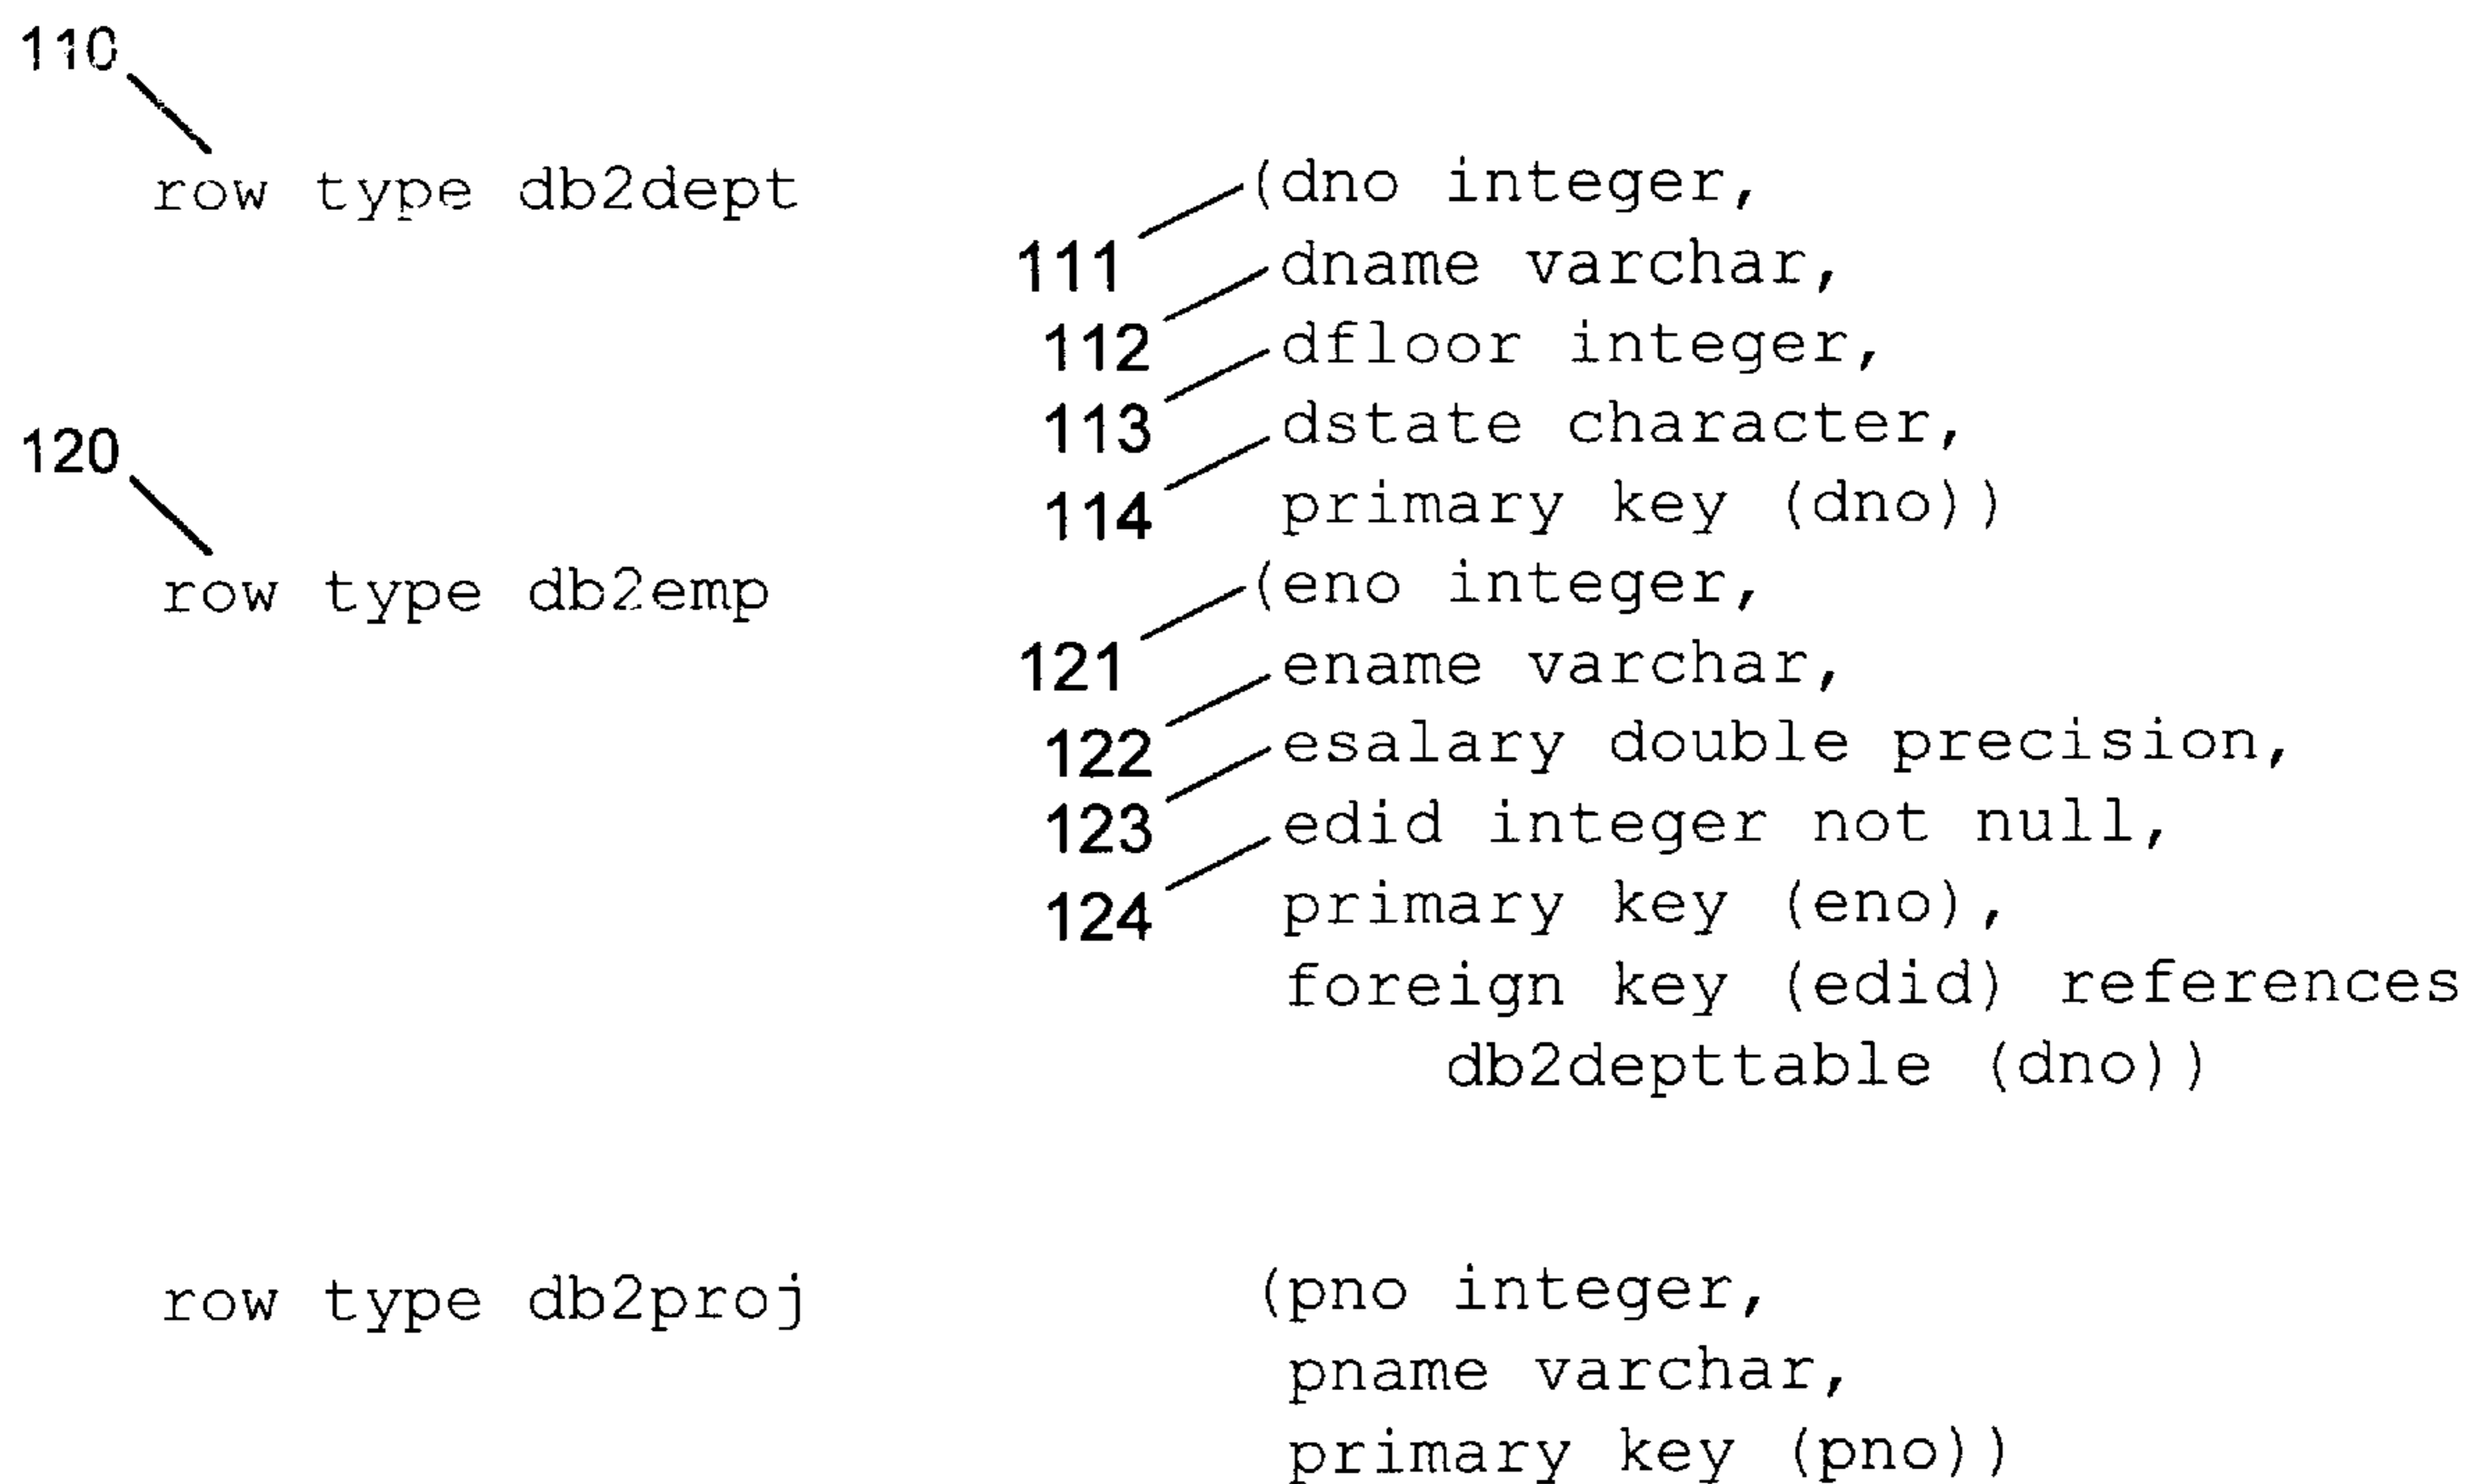 110
row type db2dept (dno integer,
111 dname varchar,
112 dfloor integer,
113 dstate character,
120
114 primary key (dno))
row type db2emp (eno integer,
121 ename varchar,
122 esalary double precision,
123 edid integer not null,
124 primary key (eno),
foreign key (edid) references
db2depttable (dno))
row type db2proj (pno integer,
pname varchar,
primary key (pno))